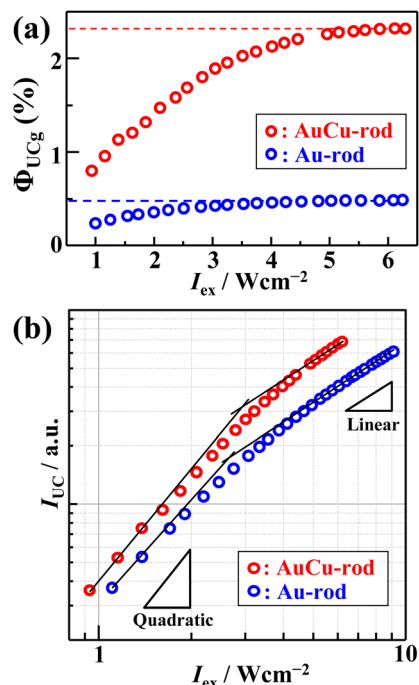 (a)
Φ_UCg (%)
2
1
0
: AuCu-rod
: Au-rod
1 2 3 4 5 6
I_ex / Wcm⁻²
(b)
I_UC / a.u.
Linear
Quadratic
: AuCu-rod
: Au-rod
1 10
I_ex / Wcm⁻²